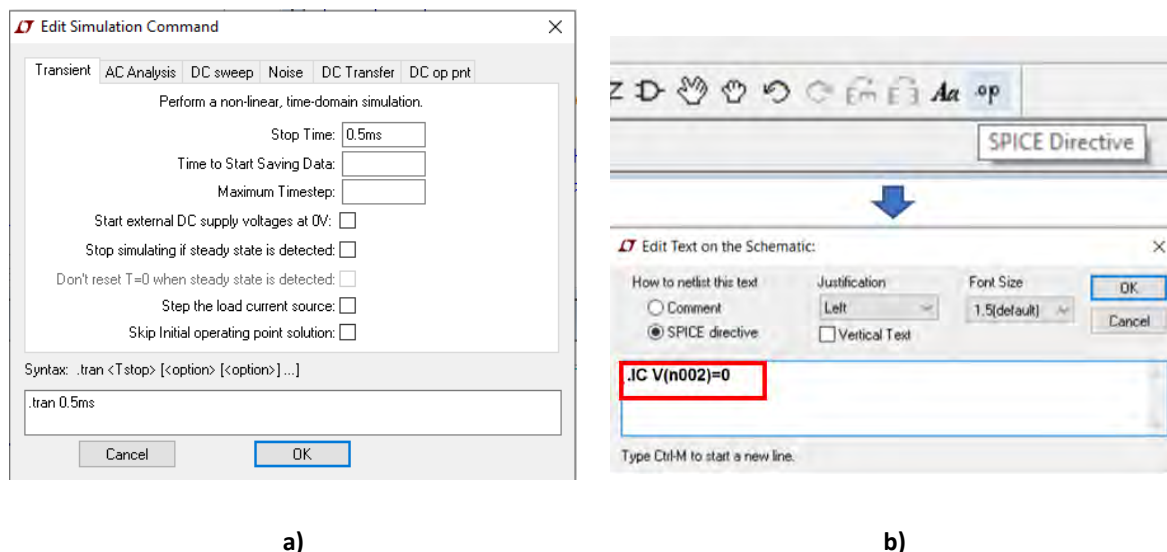 Edit Simulation Command
Transient AC Analysis DC sweep Noise DC Transfer DC op pnt
Perform a non-linear, time-domain simulation.
Stop Time: 0.5ms
Time to Start Saving Data:
Maximum Timestep:
Start external DC supply voltages at 0V:
Stop simulating if steady state is detected:
Don't reset T=0 when steady state is detected:
Step the load current source:
Skip Initial operating point solution:
Syntax: .tran <Tstop> [<option> [<option>] ...]
.tran 0.5ms
Cancel OK
a)
Aa .op
SPICE Directive
Edit Text on the Schematic:
How to netlist this text Justification Font Size
Comment Left 1.5(default) OK
SPICE directive Vertical Text Cancel
.IC V(n002)=0
Type Ctrl-M to start a new line.
b)